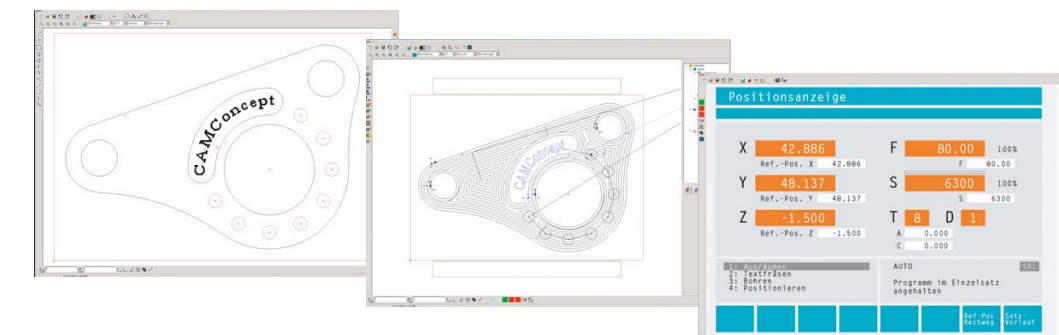 CAMConcept
CAMConcept
Positionsanzeige
X 42.886 F 80.00 100%
Ref.-Pos. X 42.886 F 80.00
Y 48.137 S 6300 100%
Ref.-Pos. Y 48.137 S 6300
Z -1.500 T 8 D 1
Ref.-Pos. Z -1.500 A 0.000
C 0.000
1: Ausräumen
2: Textfräsen
3: Bohren
4: Positionieren
AUTO SBL
Programm im Einzelsatz
angehalten
Ref-Pos
Restweg
Satz-
Vorlauf